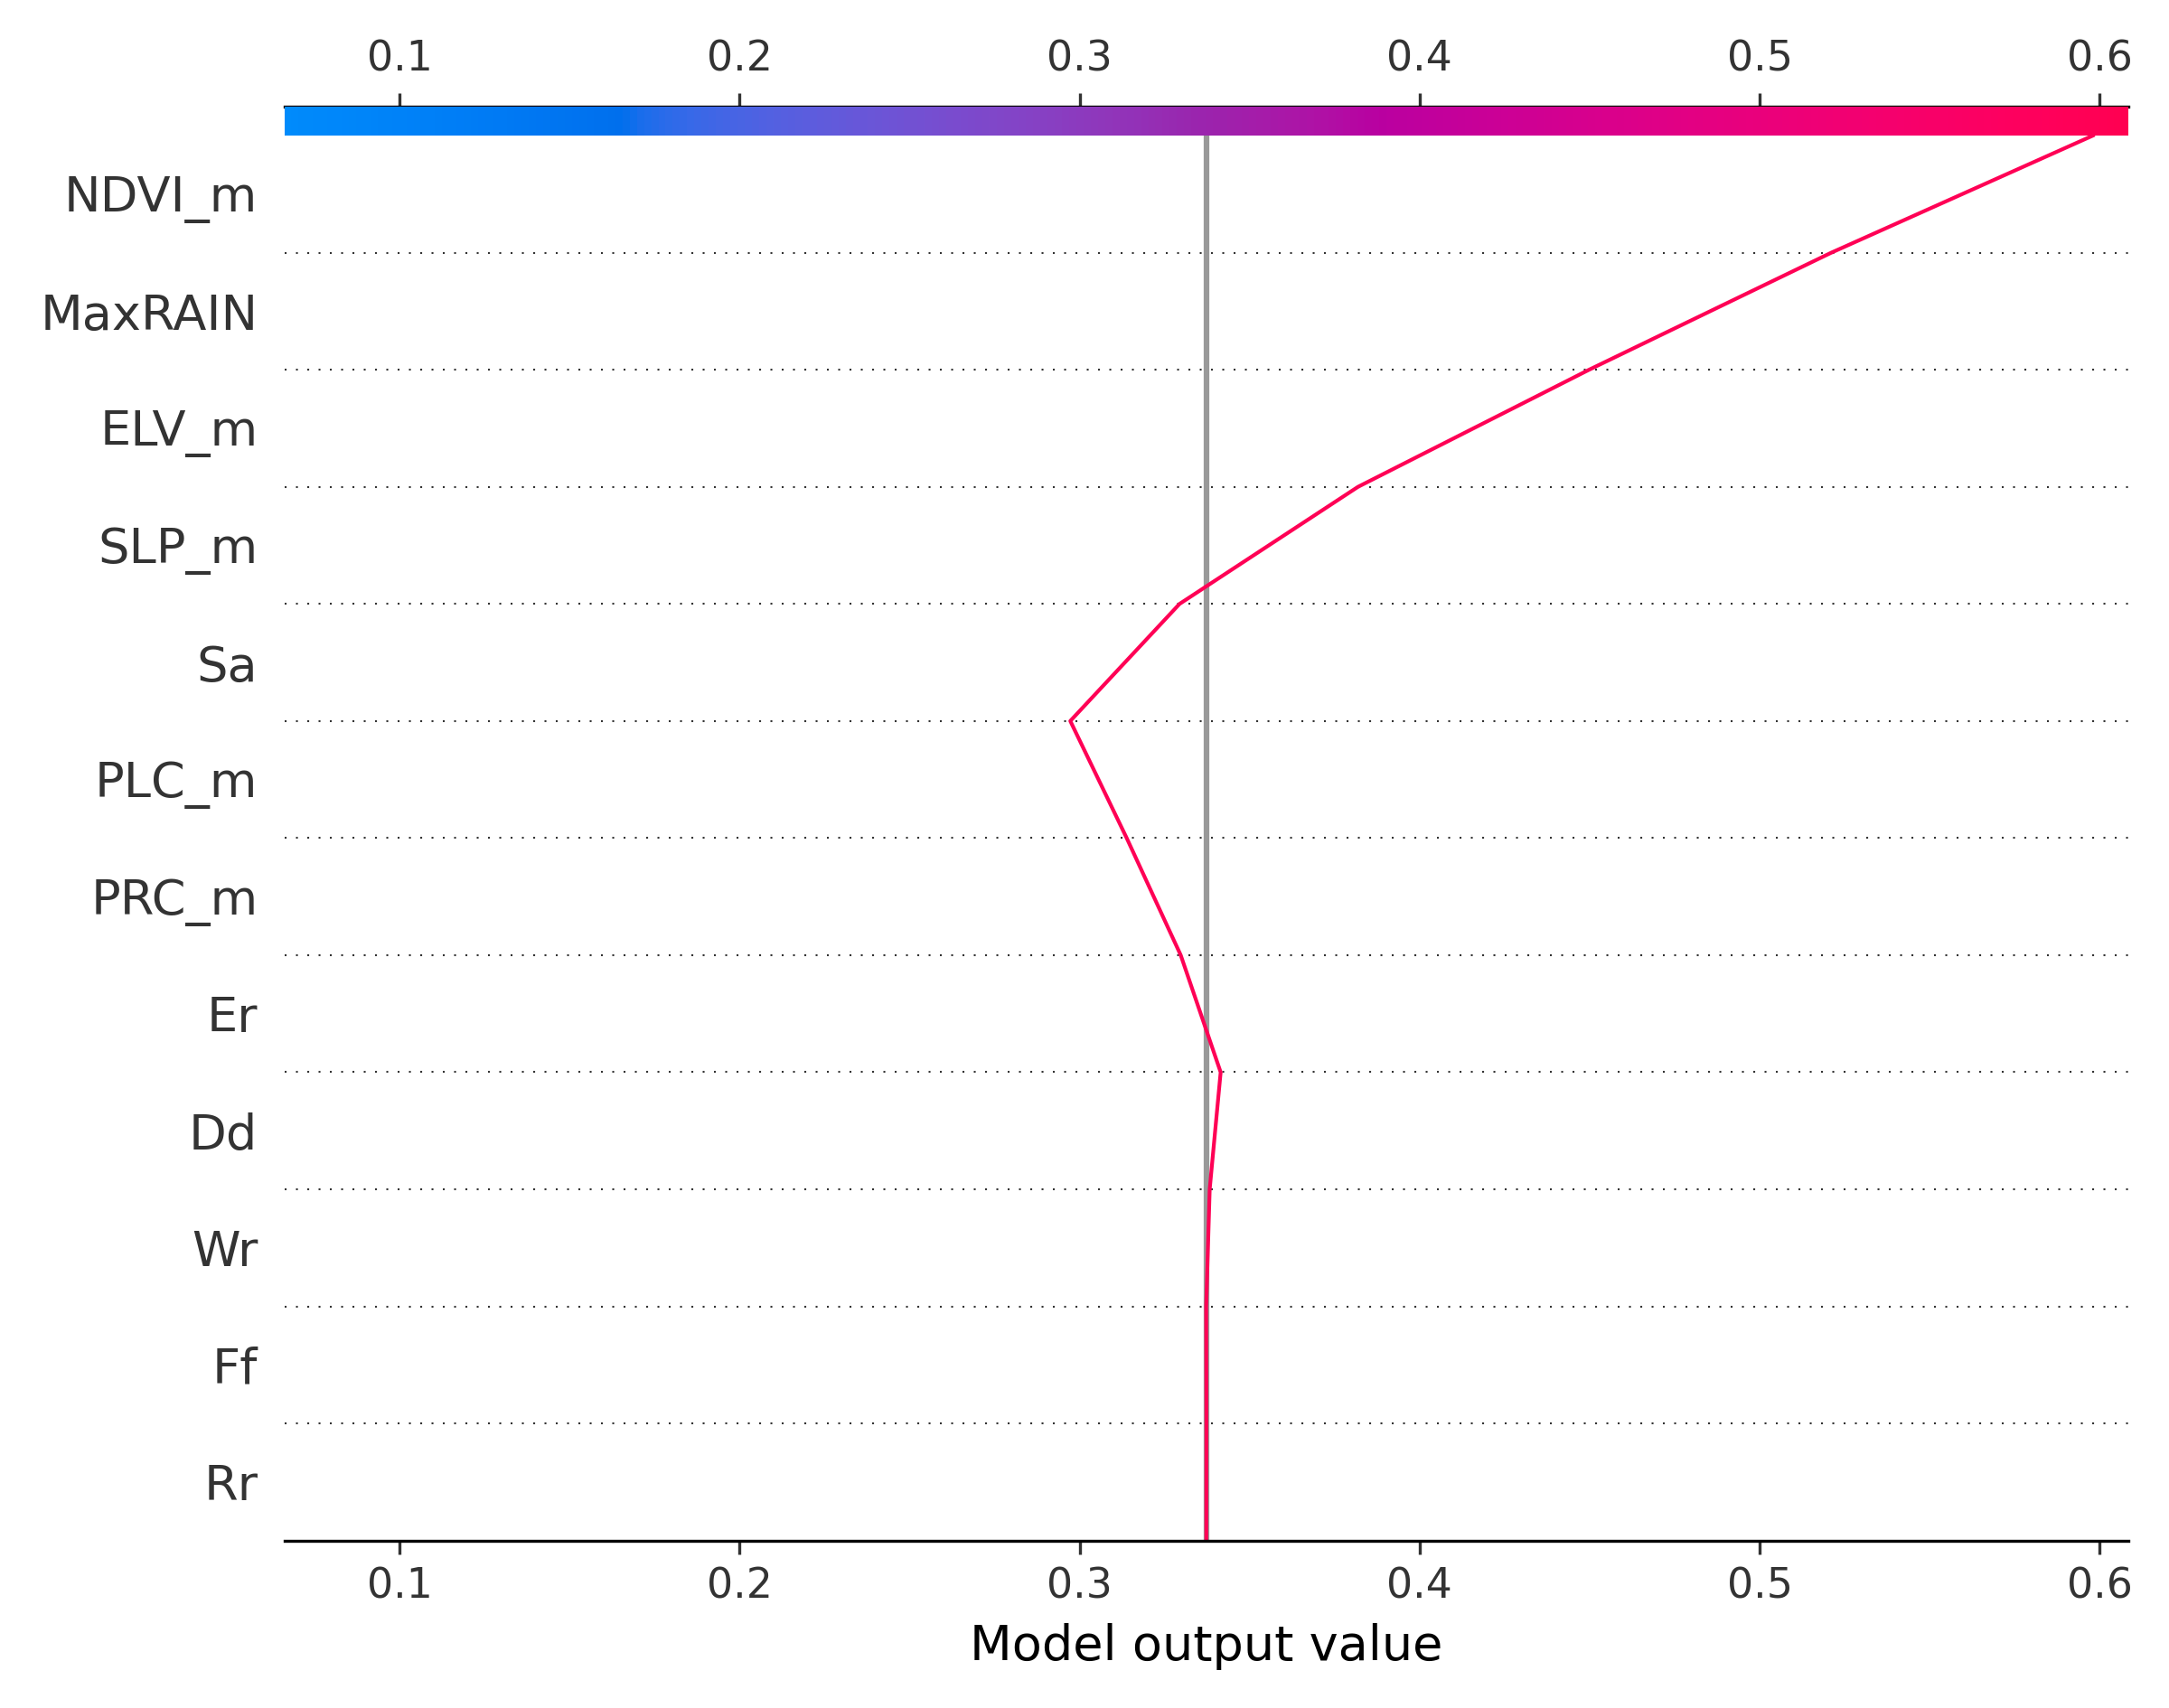 0.1 0.2 0.3 0.4 0.5 0.6
NDVI_m
MaxRAIN
ELV_m
SLP_m
Sa
PLC_m
PRC_m
Er
Dd
Wr
Ff
Rr
0.1 0.2 0.3 0.4 0.5 0.6
Model output value